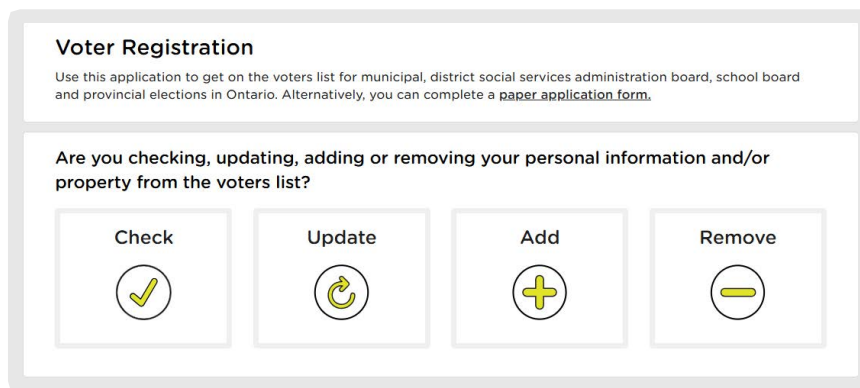 Voter Registration
Use this application to get on the voters list for municipal, district social services administration board, school board
and provincial elections in Ontario. Alternatively, you can complete a paper application form.
Are you checking, updating, adding or removing your personal information and/or
property from the voters list?
Check Update Add Remove